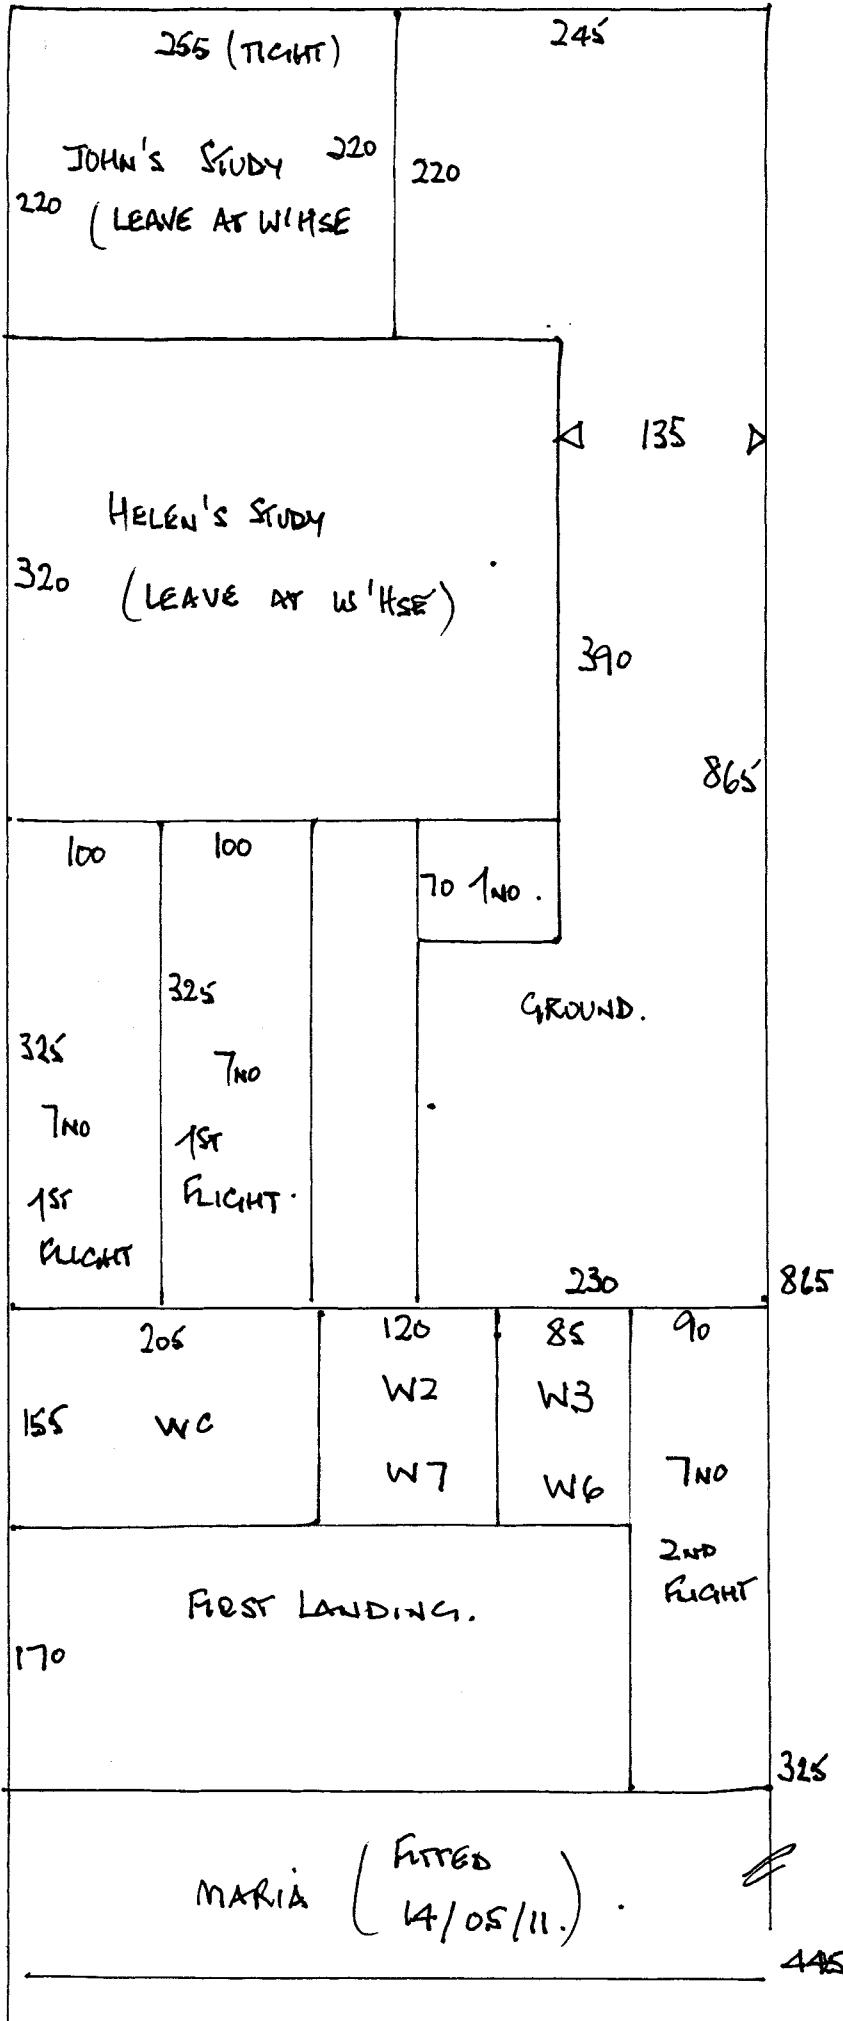 255 (TIGHT)
245
JOHN'S STUDY 220
220
220 (LEAVE AT W'HSE
135
HELEN'S STUDY
320
(LEAVE AT W'HSE)
390
865
100
100
70 1NO.
325
GROUND.
325
7NO
7NO
1ST
FLIGHT.
1ST
FLIGHT
230
865
205
120
85
90
W2
W3
155 WC
W7
W6
7NO
2ND
FLIGHT
FIRST LANDING.
170
325
MARIA (FITTED
14/05/11.).
445